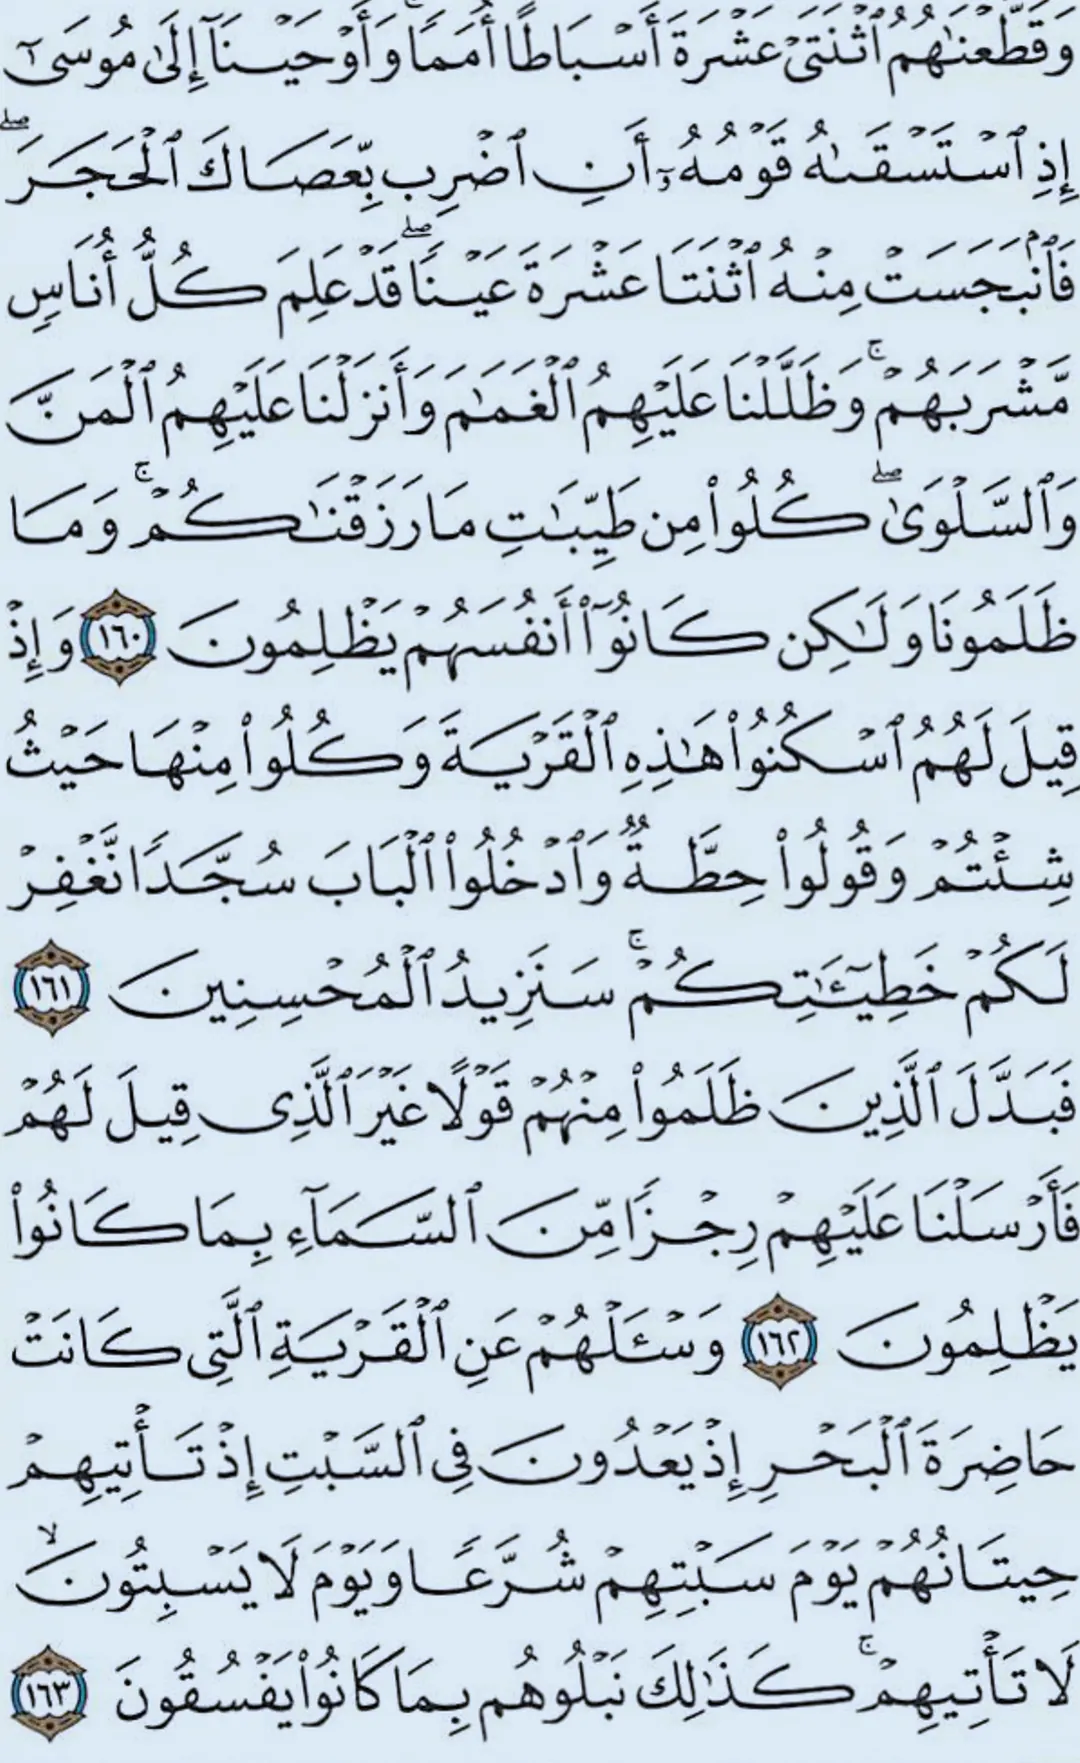 وَقَطَّعۡنَٰهُمُ ٱثۡنَتَيۡ عَشۡرَةَ أَسۡبَاطًا أُمَمٗاۚ وَأَوۡحَيۡنَآ إِلَىٰ مُوسَىٰٓ
إِذِ ٱسۡتَسۡقَىٰهُ قَوۡمُهُۥٓ أَنِ ٱضۡرِب بِّعَصَاكَ ٱلۡحَجَرَۖ
فَٱنۢبَجَسَتۡ مِنۡهُ ٱثۡنَتَا عَشۡرَةَ عَيۡنٗاۖ قَدۡ عَلِمَ كُلُّ أُنَاسٖ
مَّشۡرَبَهُمۡۚ وَظَلَّلۡنَا عَلَيۡهِمُ ٱلۡغَمَٰمَ وَأَنزَلۡنَا عَلَيۡهِمُ ٱلۡمَنَّ
وَٱلسَّلۡوَىٰۖ كُلُواْ مِن طَيِّبَٰتِ مَا رَزَقۡنَٰكُمۡۚ وَمَا
ظَلَمُونَا وَلَٰكِن كَانُوٓاْ أَنفُسَهُمۡ يَظۡلِمُونَ ١٦٠ وَإِذۡ
قِيلَ لَهُمُ ٱسۡكُنُواْ هَٰذِهِ ٱلۡقَرۡيَةَ وَكُلُواْ مِنۡهَا حَيۡثُ
شِئۡتُمۡ وَقُولُواْ حِطَّةٞ وَٱدۡخُلُواْ ٱلۡبَابَ سُجَّدٗا نَّغۡفِرۡ
لَكُمۡ خَطِيٓـَٰٔتِكُمۡۚ سَنَزِيدُ ٱلۡمُحۡسِنِينَ ١٦١
فَبَدَّلَ ٱلَّذِينَ ظَلَمُواْ مِنۡهُمۡ قَوۡلًا غَيۡرَ ٱلَّذِي قِيلَ لَهُمۡ
فَأَرۡسَلۡنَا عَلَيۡهِمۡ رِجۡزٗا مِّنَ ٱلسَّمَآءِ بِمَا كَانُواْ
يَظۡلِمُونَ ١٦٢ وَسۡـَٔلۡهُمۡ عَنِ ٱلۡقَرۡيَةِ ٱلَّتِي كَانَتۡ
حَاضِرَةَ ٱلۡبَحۡرِ إِذۡ يَعۡدُونَ فِي ٱلسَّبۡتِ إِذۡ تَأۡتِيهِمۡ
حِيتَانُهُمۡ يَوۡمَ سَبۡتِهِمۡ شُرَّعٗا وَيَوۡمَ لَا يَسۡبِتُونَۙ
لَا تَأۡتِيهِمۡۚ كَذَٰلِكَ نَبۡلُوهُم بِمَا كَانُواْ يَفۡسُقُونَ ١٦٣